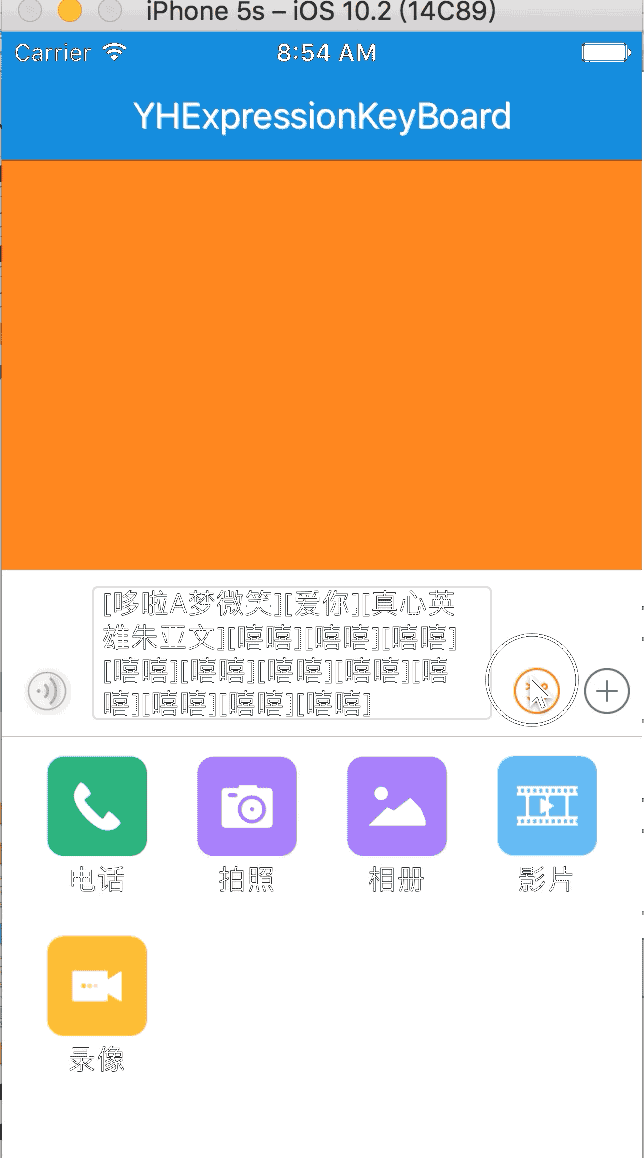 iPhone 5s – iOS 10.2 (14C89)
Carrier 8:54 AM
YHExpressionKeyBoard
[哆啦A梦微笑][爱你][真心英
雄朱亚文][嘻嘻][嘻嘻][嘻嘻]
[嘻嘻][嘻嘻][嘻嘻][嘻嘻][嘻
嘻][嘻嘻][嘻嘻][嘻嘻]
电话 拍照 相册 影片
录像